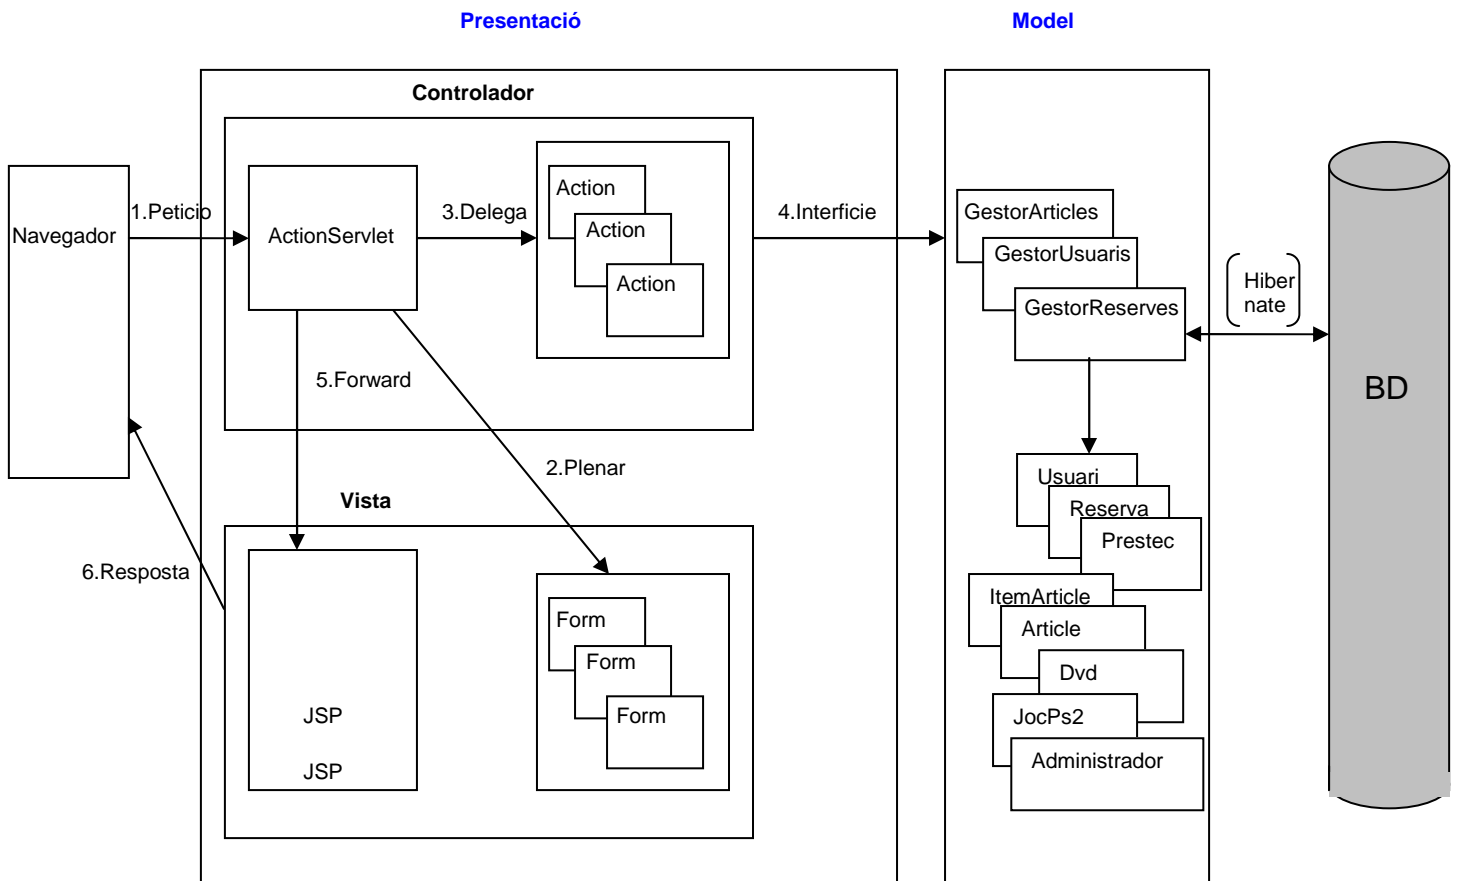 Presentació
Model
Controlador
Navegador
1.Peticio
ActionServlet
3.Delega
Action
Action
Action
4.Interficie
GestorArticles
GestorUsuaris
GestorReserves
Hiber
nate
BD
5.Forward
2.Plenar
Vista
6.Resposta
JSP
JSP
Form
Form
Form
Usuari
Reserva
Prestec
ItemArticle
Article
Dvd
JocPs2
Administrador